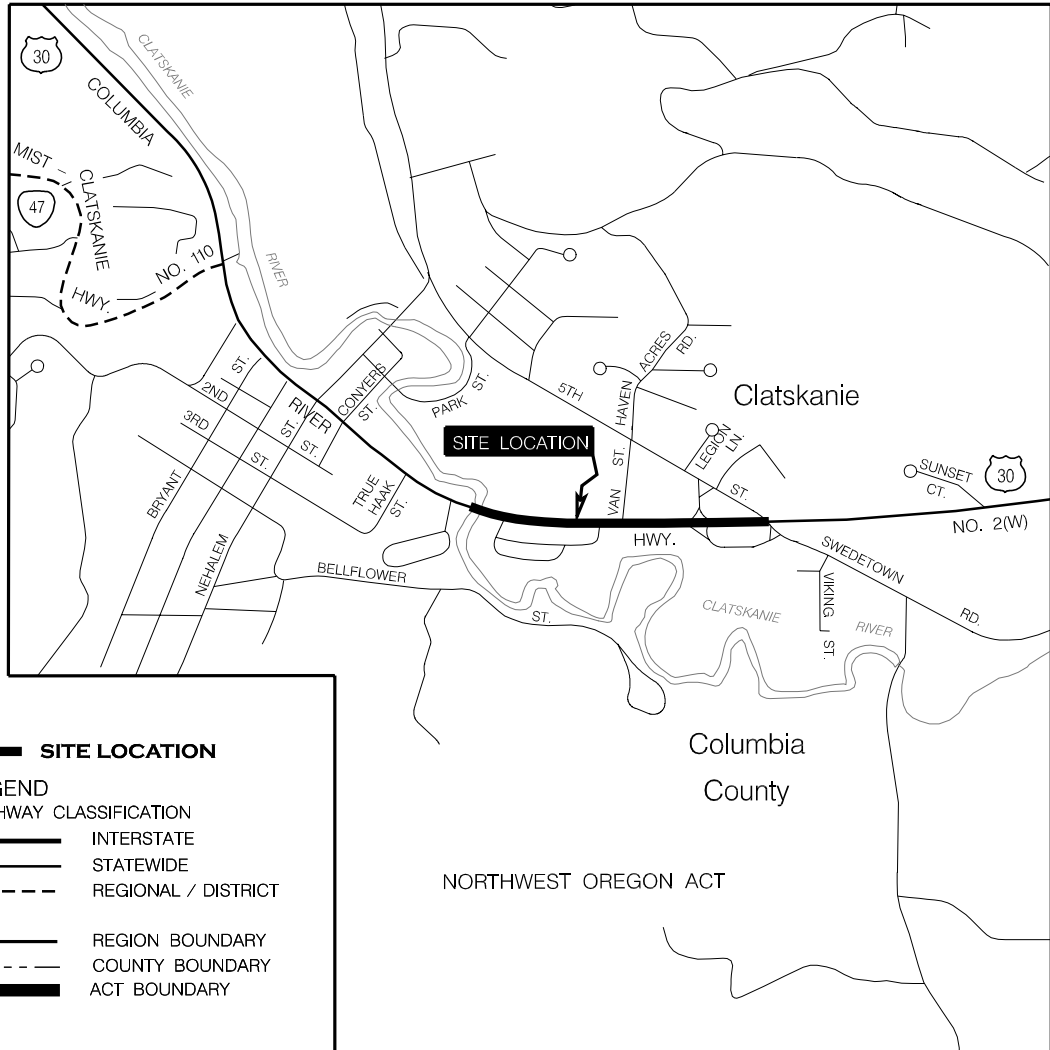 30
CLATSKANIE
COLUMBIA
MIST -
CLATSKANIE
47
NO. 110
HWY.
RIVER
ST.
2ND
3RD
ST.
RIVER
ST.
ST.
CONYERS
ST.
PARK ST.
5TH
ST.
HAVEN
ACRES
RD.
Clatskanie
SITE LOCATION
VAN
ST.
LEGION
LN.
SUNSET
CT.
30
NO. 2(W)
HWY.
TRUE
HAAK
ST.
BRYANT
NEHALEM
BELLFLOWER
ST.
SWEDETOWN
RD.
VIKING
ST.
CLATSKANIE
RIVER
Columbia
County
NORTHWEST OREGON ACT
SITE LOCATION
GEND
HWAY CLASSIFICATION
INTERSTATE
STATEWIDE
REGIONAL / DISTRICT
REGION BOUNDARY
COUNTY BOUNDARY
ACT BOUNDARY